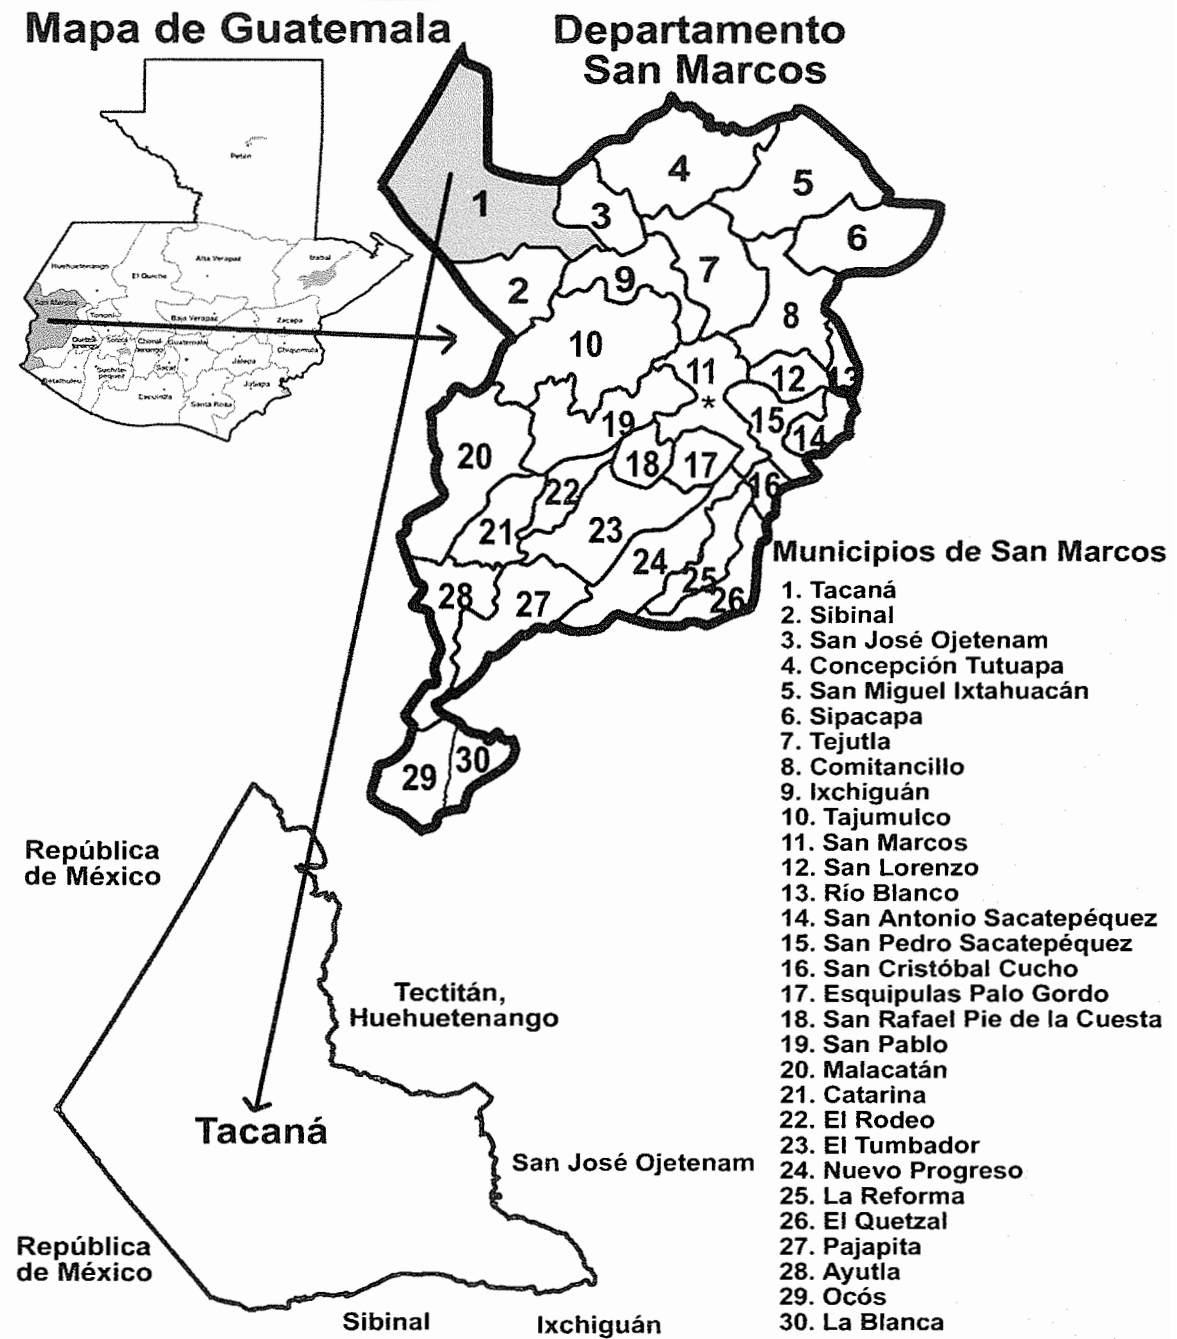 Mapa de Guatemala
Departamento
San Marcos
Petén
Huehuetenango
El Quiche
Alta Verapaz
Izabal
San Marcos
Baja Verapaz
Zacapa
Guatemala
Chiquimula
Jalapa
Jutiapa
Retalhuleu
Escuintla
Santa Rosa
1
2
3
4
5
6
7
8
9
10
11
*
12
13
14
15
16
17
18
19
20
21
22
23
24
25
26
27
28
29
30
Municipios de San Marcos
1. Tacaná
2. Sibinal
3. San José Ojetenam
4. Concepción Tutuapa
5. San Miguel Ixtahuacán
6. Sipacapa
7. Tejutla
8. Comitancillo
9. Ixchiguán
10. Tajumulco
11. San Marcos
12. San Lorenzo
13. Río Blanco
14. San Antonio Sacatepéquez
15. San Pedro Sacatepéquez
16. San Cristóbal Cucho
17. Esquipulas Palo Gordo
18. San Rafael Pie de la Cuesta
19. San Pablo
20. Malacatán
21. Catarina
22. El Rodeo
23. El Tumbador
24. Nuevo Progreso
25. La Reforma
26. El Quetzal
27. Pajapita
28. Ayutla
29. Ocós
30. La Blanca
República
de México
Tectitán,
Huehuetenango
Tacaná
San José Ojetenam
República
de México
Sibinal
Ixchiguán